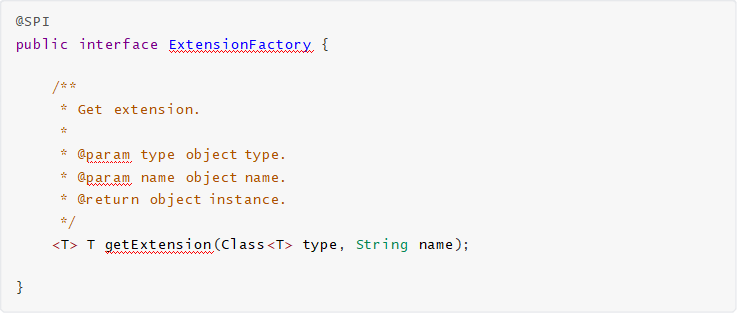 @SPI
public interface ExtensionFactory {
/**
* Get extension.
*
* @param type object type.
* @param name object name.
* @return object instance.
*/
<T> T getExtension(Class<T> type, String name);
}